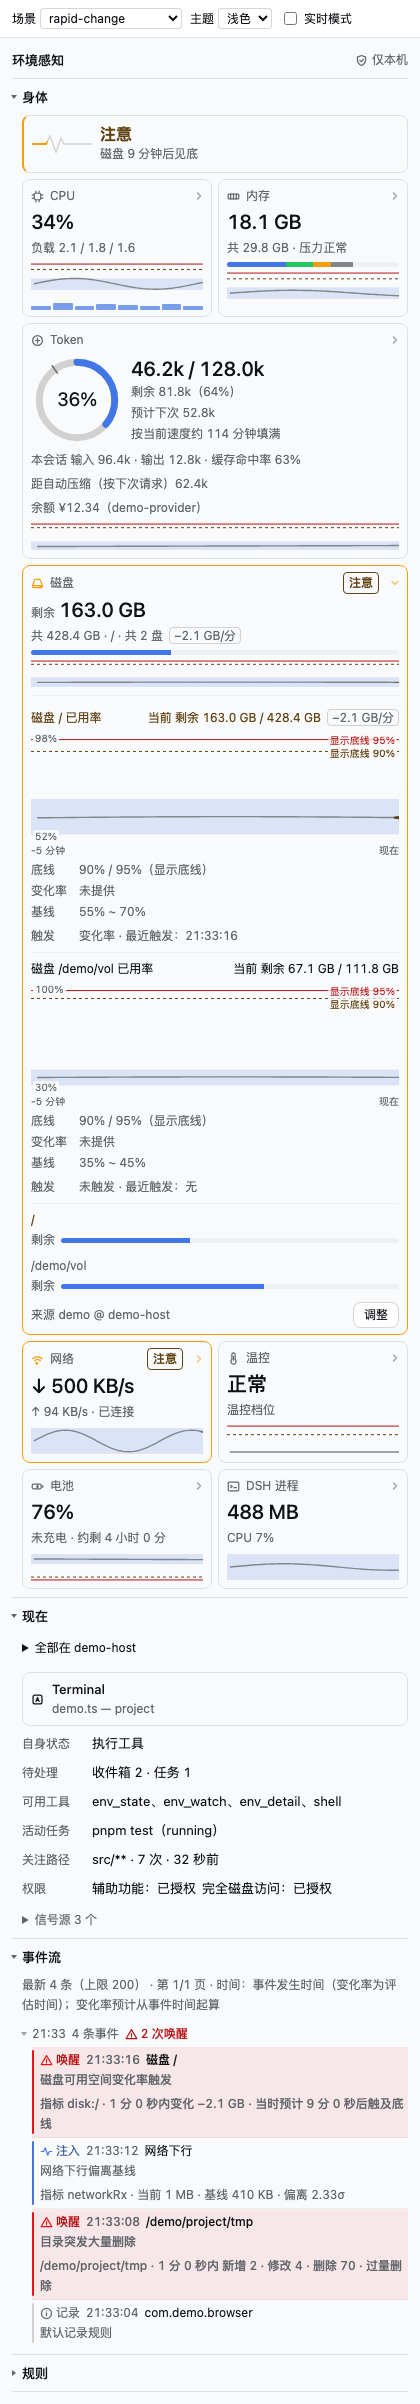 场景 rapid-change 主题 浅色 实时模式
环境感知 仅本机
身体
注意
磁盘 9 分钟后见底
CPU
34%
负载 2.1 / 1.8 / 1.6
内存
18.1 GB
共 29.8 GB · 压力正常
Token
36%
46.2k / 128.0k
剩余 81.8k（64%）
预计下次 52.8k
按当前速度约 114 分钟填满
本会话 输入 96.4k · 输出 12.8k · 缓存命中率 63%
距自动压缩（按下次请求）62.4k
余额 ¥12.34（demo-provider）
磁盘 注意
剩余 163.0 GB
共 428.4 GB · / · 共 2 盘 −2.1 GB/分
磁盘 / 已用率 当前 剩余 163.0 GB / 428.4 GB −2.1 GB/分
98% 显示底线 95%
显示底线 90%
52%
-5 分钟 现在
底线 90% / 95%（显示底线）
变化率 未提供
基线 55% ~ 70%
触发 变化率 · 最近触发：21:33:16
磁盘 /demo/vol 已用率 当前 剩余 67.1 GB / 111.8 GB
100% 显示底线 95%
显示底线 90%
30%
-5 分钟 现在
底线 90% / 95%（显示底线）
变化率 未提供
基线 35% ~ 45%
触发 未触发 · 最近触发：无
/
剩余
/demo/vol
剩余
来源 demo @ demo-host 调整
网络 注意
↓ 500 KB/s
↑ 94 KB/s · 已连接
温控
正常
温控档位
电池
76%
未充电 · 约剩 4 小时 0 分
DSH 进程
488 MB
CPU 7%
现在
全部在 demo-host
Terminal
demo.ts — project
自身状态 执行工具
待处理 收件箱 2 · 任务 1
可用工具 env_state、env_watch、env_detail、shell
活动任务 pnpm test（running）
关注路径 src/** · 7 次 · 32 秒前
权限 辅助功能：已授权 完全磁盘访问：已授权
信号源 3 个
事件流
最新 4 条（上限 200） · 第 1/1 页 · 时间：事件发生时间（变化率为评
估时间）；变化率预计从事件时间起算
21:33 4 条事件 2 次唤醒
唤醒 21:33:16 磁盘 /
磁盘可用空间变化率触发
指标 disk:/ · 1 分 0 秒内变化 −2.1 GB · 当时预计 9 分 0 秒后触及底
线
注入 21:33:12 网络下行
网络下行偏离基线
指标 networkRx · 当前 1 MB · 基线 410 KB · 偏离 2.33σ
唤醒 21:33:08 /demo/project/tmp
目录突发大量删除
/demo/project/tmp · 1 分 0 秒内 新增 2 · 修改 4 · 删除 70 · 过量删
除
记录 21:33:04 com.demo.browser
默认记录规则
规则